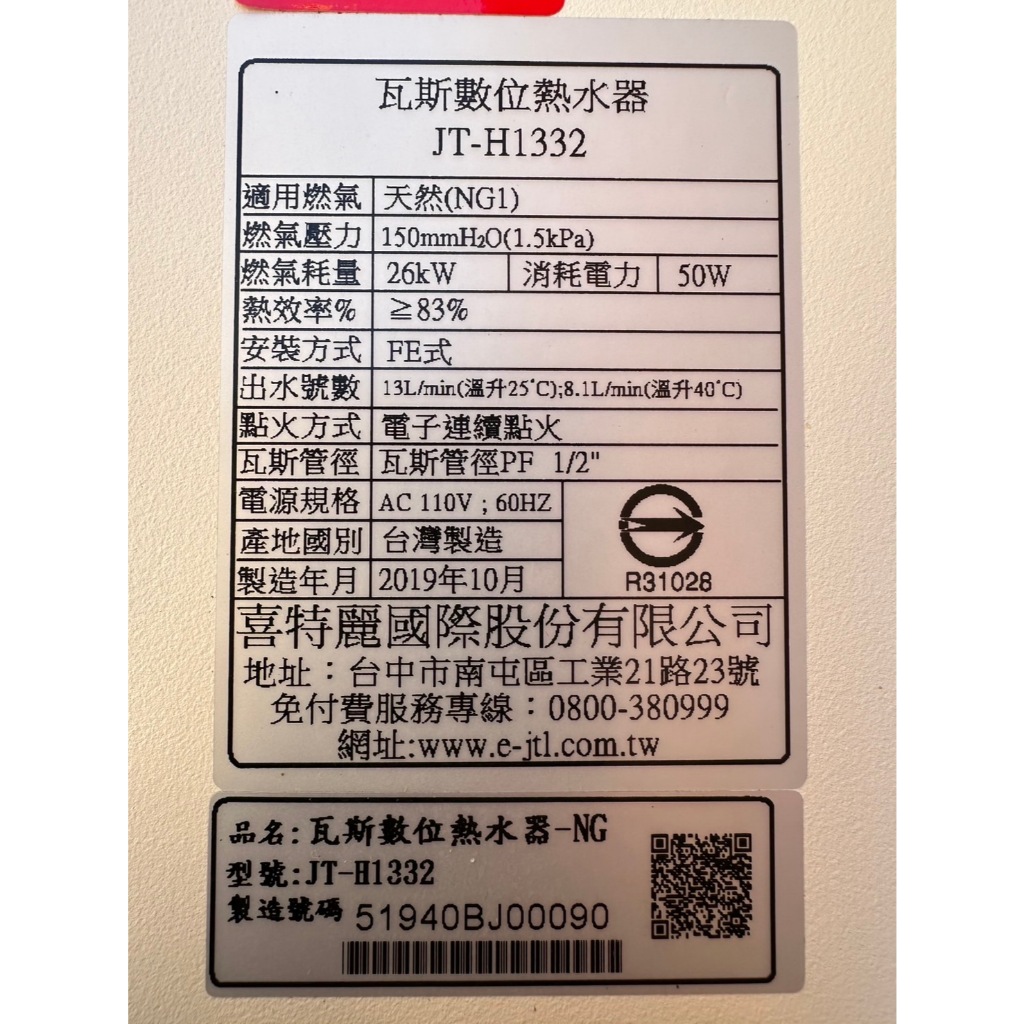 瓦斯數位熱水器
JT-H1332
適用燃氣 天然(NG1)
燃氣壓力 150mmH₂O(1.5kPa)
燃氣耗量 26kW 消耗電力 50W
熱效率% ≧83%
安裝方式 FE式
出水號數 13L/min(溫升25°C);8.1L/min(溫升40°C)
點火方式 電子連續點火
瓦斯管徑 瓦斯管徑PF 1/2"
電源規格 AC 110V ; 60HZ
產地國別 台灣製造
製造年月 2019年10月
R31028
喜特麗國際股份有限公司
地址：台中市南屯區工業21路23號
免付費服務專線：0800-380999
網址:www.e-jtl.com.tw
品名:瓦斯數位熱水器-NG
型號:JT-H1332
製造號碼 51940BJ00090